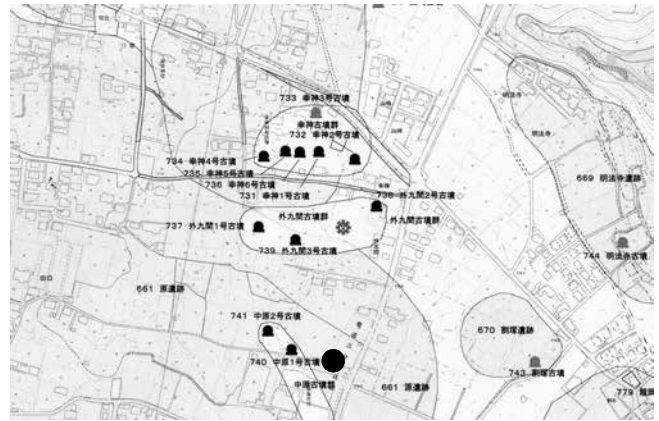 733 幸神3号古墳
幸神古墳群
732 幸神2号古墳
734 幸神4号古墳
735 幸神5号古墳
736 幸神6号古墳
731 幸神1号古墳
738 外九間2号古墳
外九間古墳群
外九間古墳群
737 外九間1号古墳
739 外九間3号古墳
明法寺
明法寺
669 明法寺遺跡
744 明法寺古墳
661 原遺跡
田口
741 中原2号古墳
740 中原1号古墳
中原古墳群
661 原遺跡
670 割塚遺跡
743 割塚古墳
779